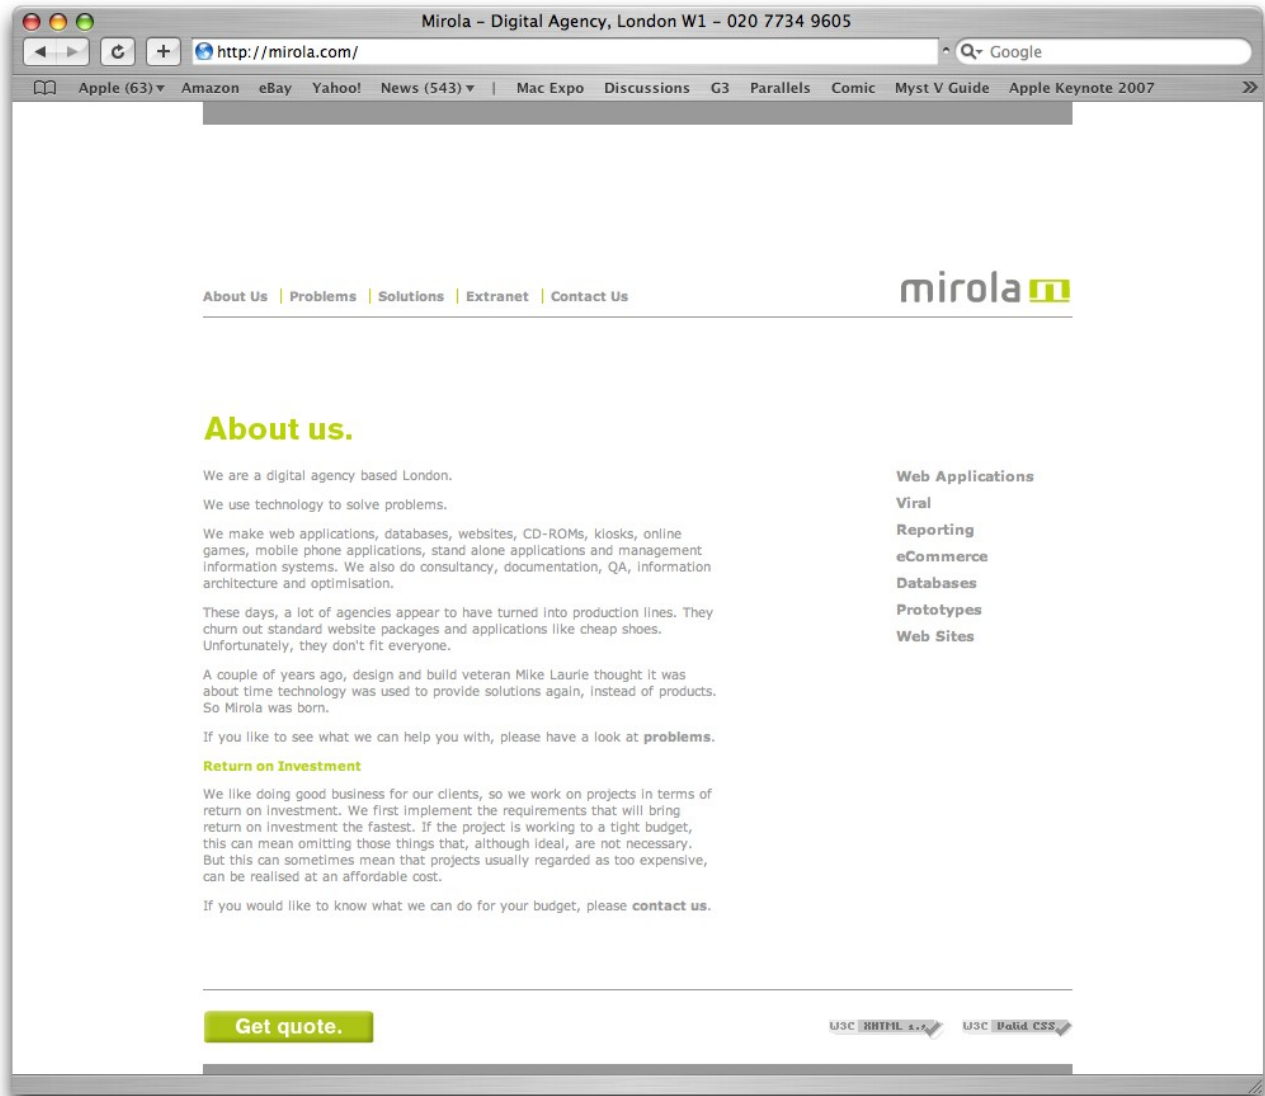 Mirola – Digital Agency, London W1 – 020 7734 9605
http://mirola.com/
Google
Apple (63) Amazon eBay Yahoo! News (543) | Mac Expo Discussions G3 Parallels Comic Myst V Guide Apple Keynote 2007
About Us | Problems | Solutions | Extranet | Contact Us
mirola m
About us.
We are a digital agency based London.
We use technology to solve problems.
We make web applications, databases, websites, CD-ROMs, kiosks, online
games, mobile phone applications, stand alone applications and management
information systems. We also do consultancy, documentation, QA, information
architecture and optimisation.
These days, a lot of agencies appear to have turned into production lines. They
churn out standard website packages and applications like cheap shoes.
Unfortunately, they don't fit everyone.
A couple of years ago, design and build veteran Mike Laurie thought it was
about time technology was used to provide solutions again, instead of products.
So Mirola was born.
If you like to see what we can help you with, please have a look at problems.
Return on Investment
We like doing good business for our clients, so we work on projects in terms of
return on investment. We first implement the requirements that will bring
return on investment the fastest. If the project is working to a tight budget,
this can mean omitting those things that, although ideal, are not necessary.
But this can sometimes mean that projects usually regarded as too expensive,
can be realised at an affordable cost.
If you would like to know what we can do for your budget, please contact us.
Web Applications
Viral
Reporting
eCommerce
Databases
Prototypes
Web Sites
Get quote.
W3C XHTML
W3C Valid CSS